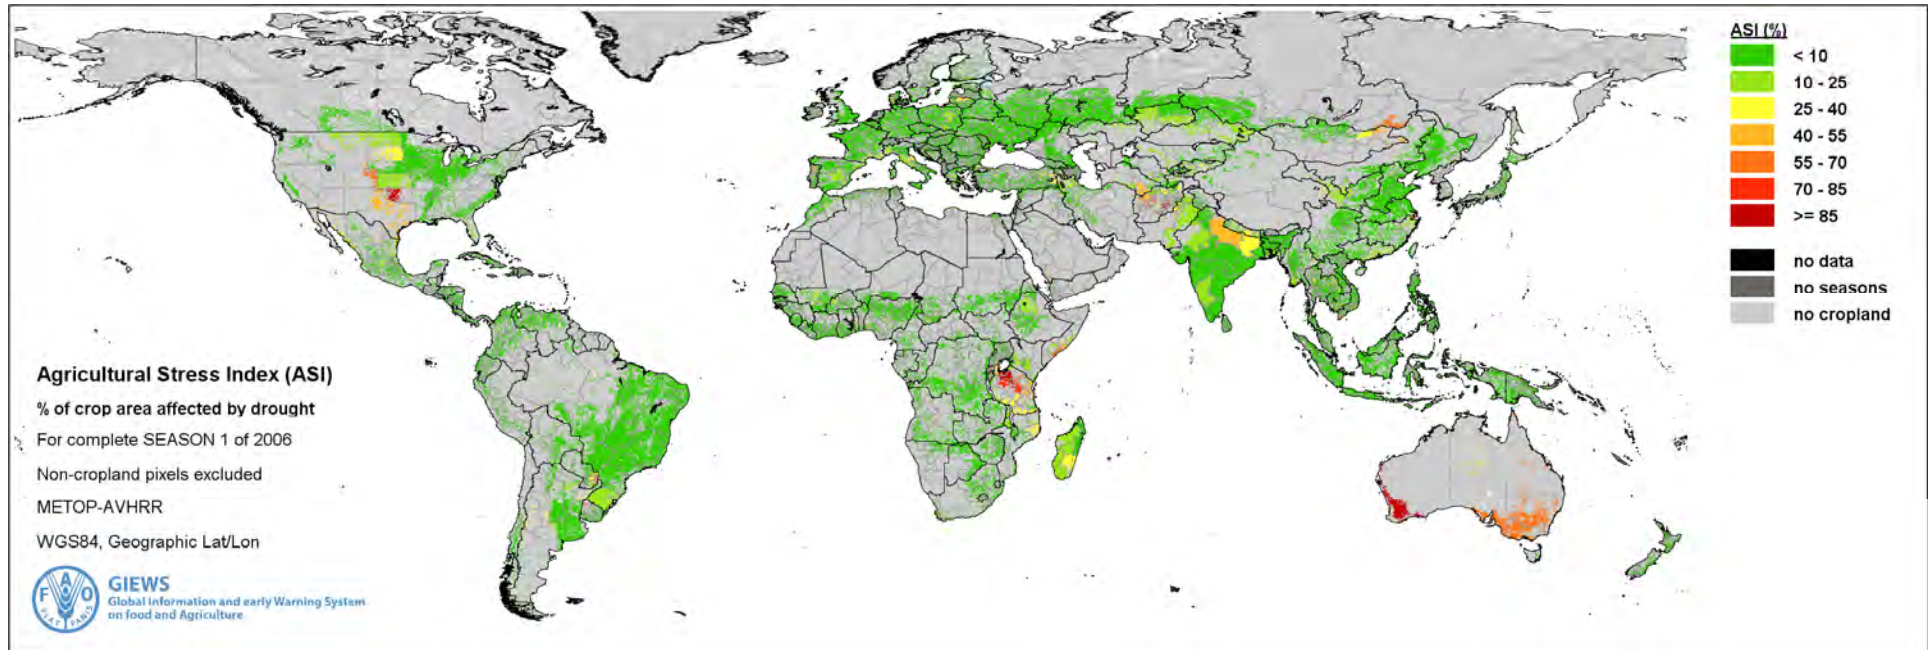 Agricultural Stress Index (ASI)
% of crop area affected by drought
For complete SEASON 1 of 2006
Non-cropland pixels excluded
METOP-AVHRR
WGS84, Geographic Lat/Lon
F A O
FIAT PANIS
GIEWS
Global Information and early Warning System
on food and Agriculture
ASI (%)
< 10
10 - 25
25 - 40
40 - 55
55 - 70
70 - 85
>= 85
no data
no seasons
no cropland